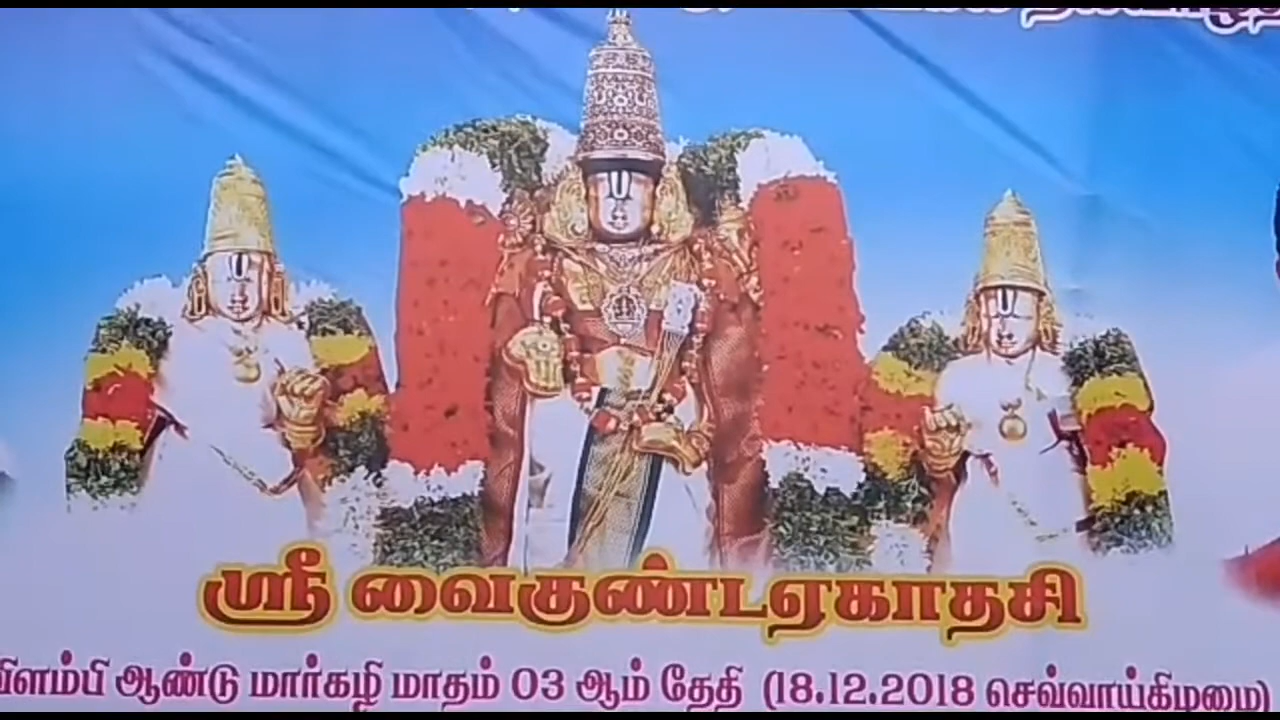 ஸ்ரீ வைகுண்டஏகாதசி
விளம்பி ஆண்டு மார்கழி மாதம் 03 ஆம் தேதி (18.12.2018 செவ்வாய்கிழமை)